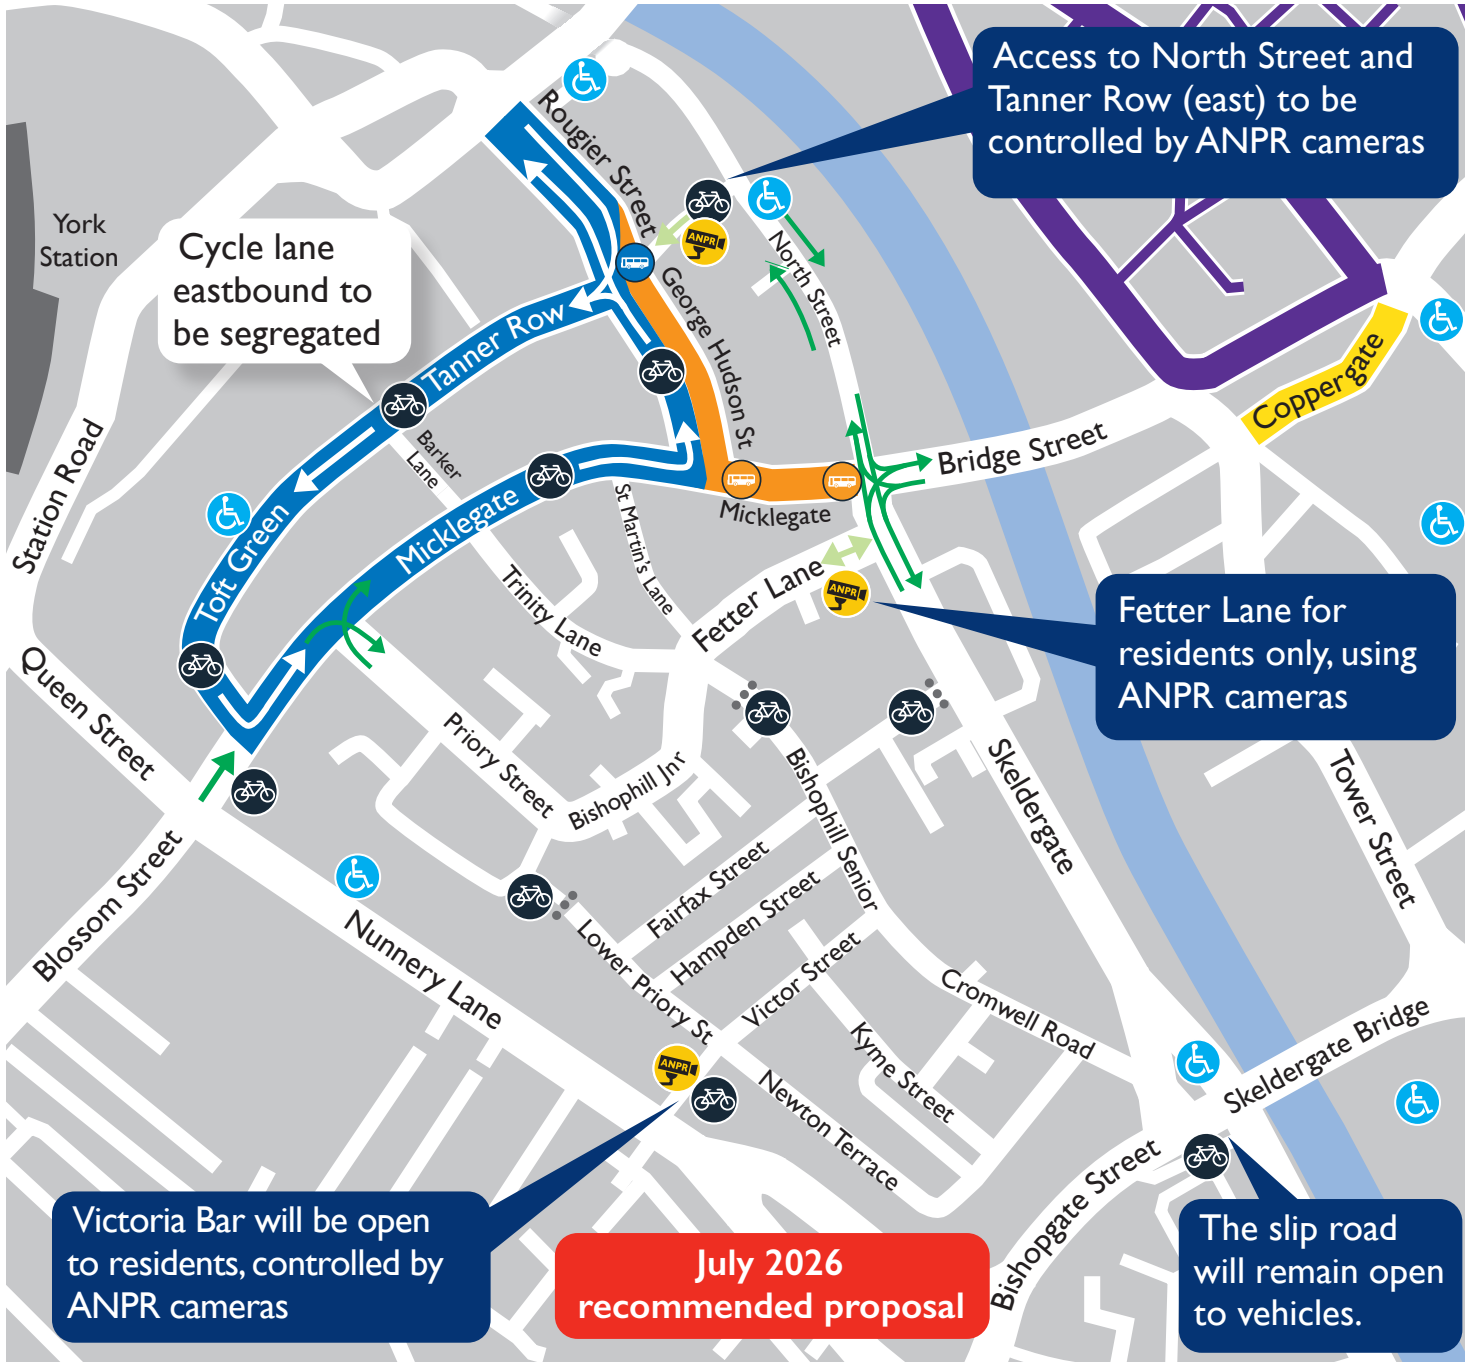 Access to North Street and
Tanner Row (east) to be
controlled by ANPR cameras
Rougier Street
York
Station
Cycle lane
eastbound to
be segregated
ANPR
North Street
George Hudson St
Tanner Row
Coppergate
Station Road
Barker
Lane
Bridge Street
Micklegate
Micklegate
St Martin's Lane
Toft Green
Trinity Lane
Fetter Lane
ANPR
Fetter Lane for
residents only, using
ANPR cameras
Queen Street
Priory Street
Bishophill Jnr
Bishophill Senior
Skeldergate
Tower Street
Blossom Street
Nunnery Lane
Fairfax Street
Hampden Street
Lower Priory St
Victor Street
Cromwell Road
Kyme Street
ANPR
Newton Terrace
Skeldergate Bridge
Bishopgate Street
Victoria Bar will be open
to residents, controlled by
ANPR cameras
July 2026
recommended proposal
The slip road
will remain open
to vehicles.